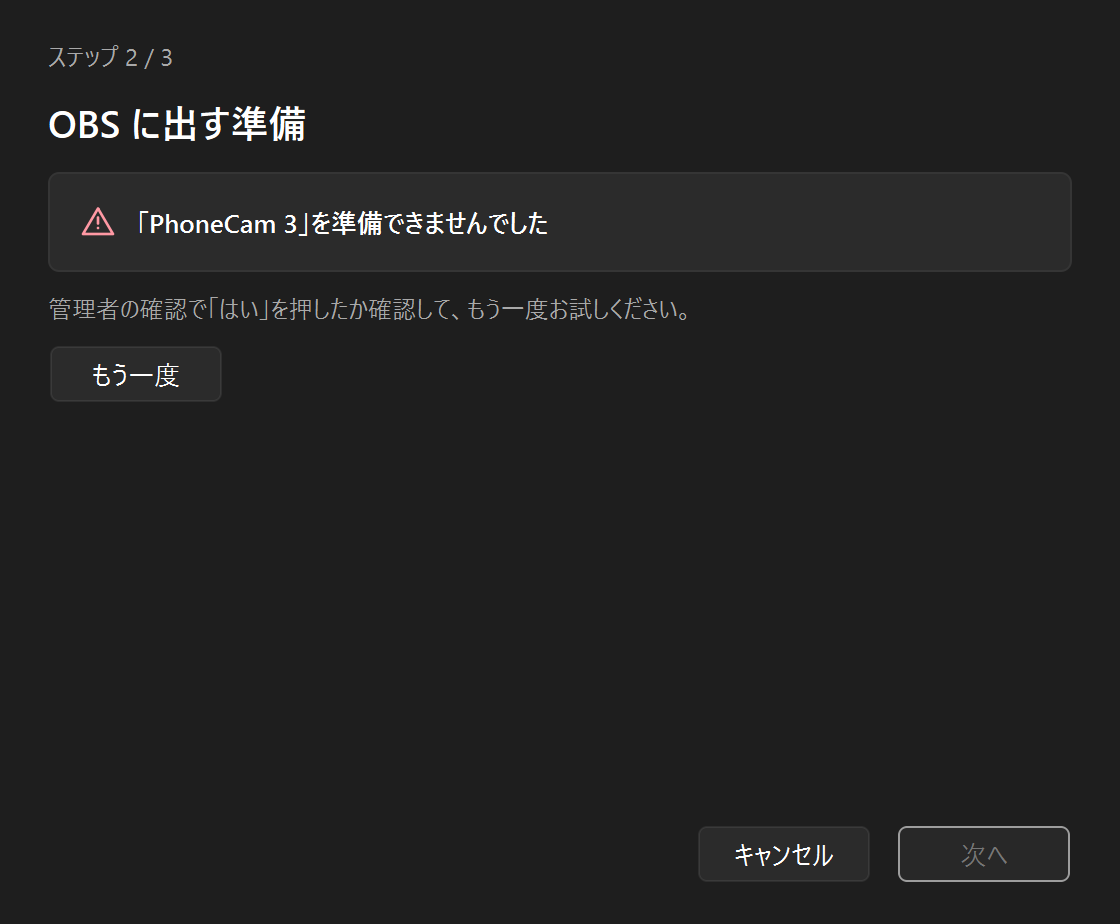 ステップ 2 / 3
OBS に出す準備
「PhoneCam 3」を準備できませんでした
管理者の確認で「はい」を押したか確認して、もう一度お試しください。
もう一度
キャンセル
次へ